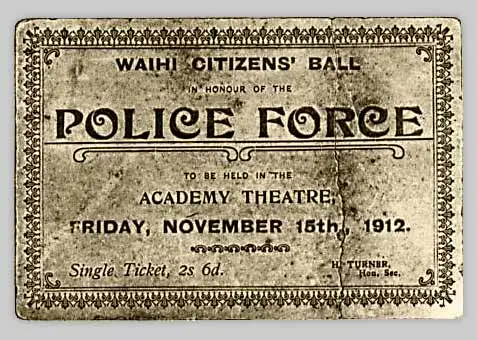 WAIHI CITIZENS' BALL
IN HONOUR OF THE
POLICE FORCE
TO BE HELD IN THE
ACADEMY THEATRE,
FRIDAY, NOVEMBER 15th, 1912.
Single Ticket, 2s 6d.
H. TURNER,
Hon. Sec.